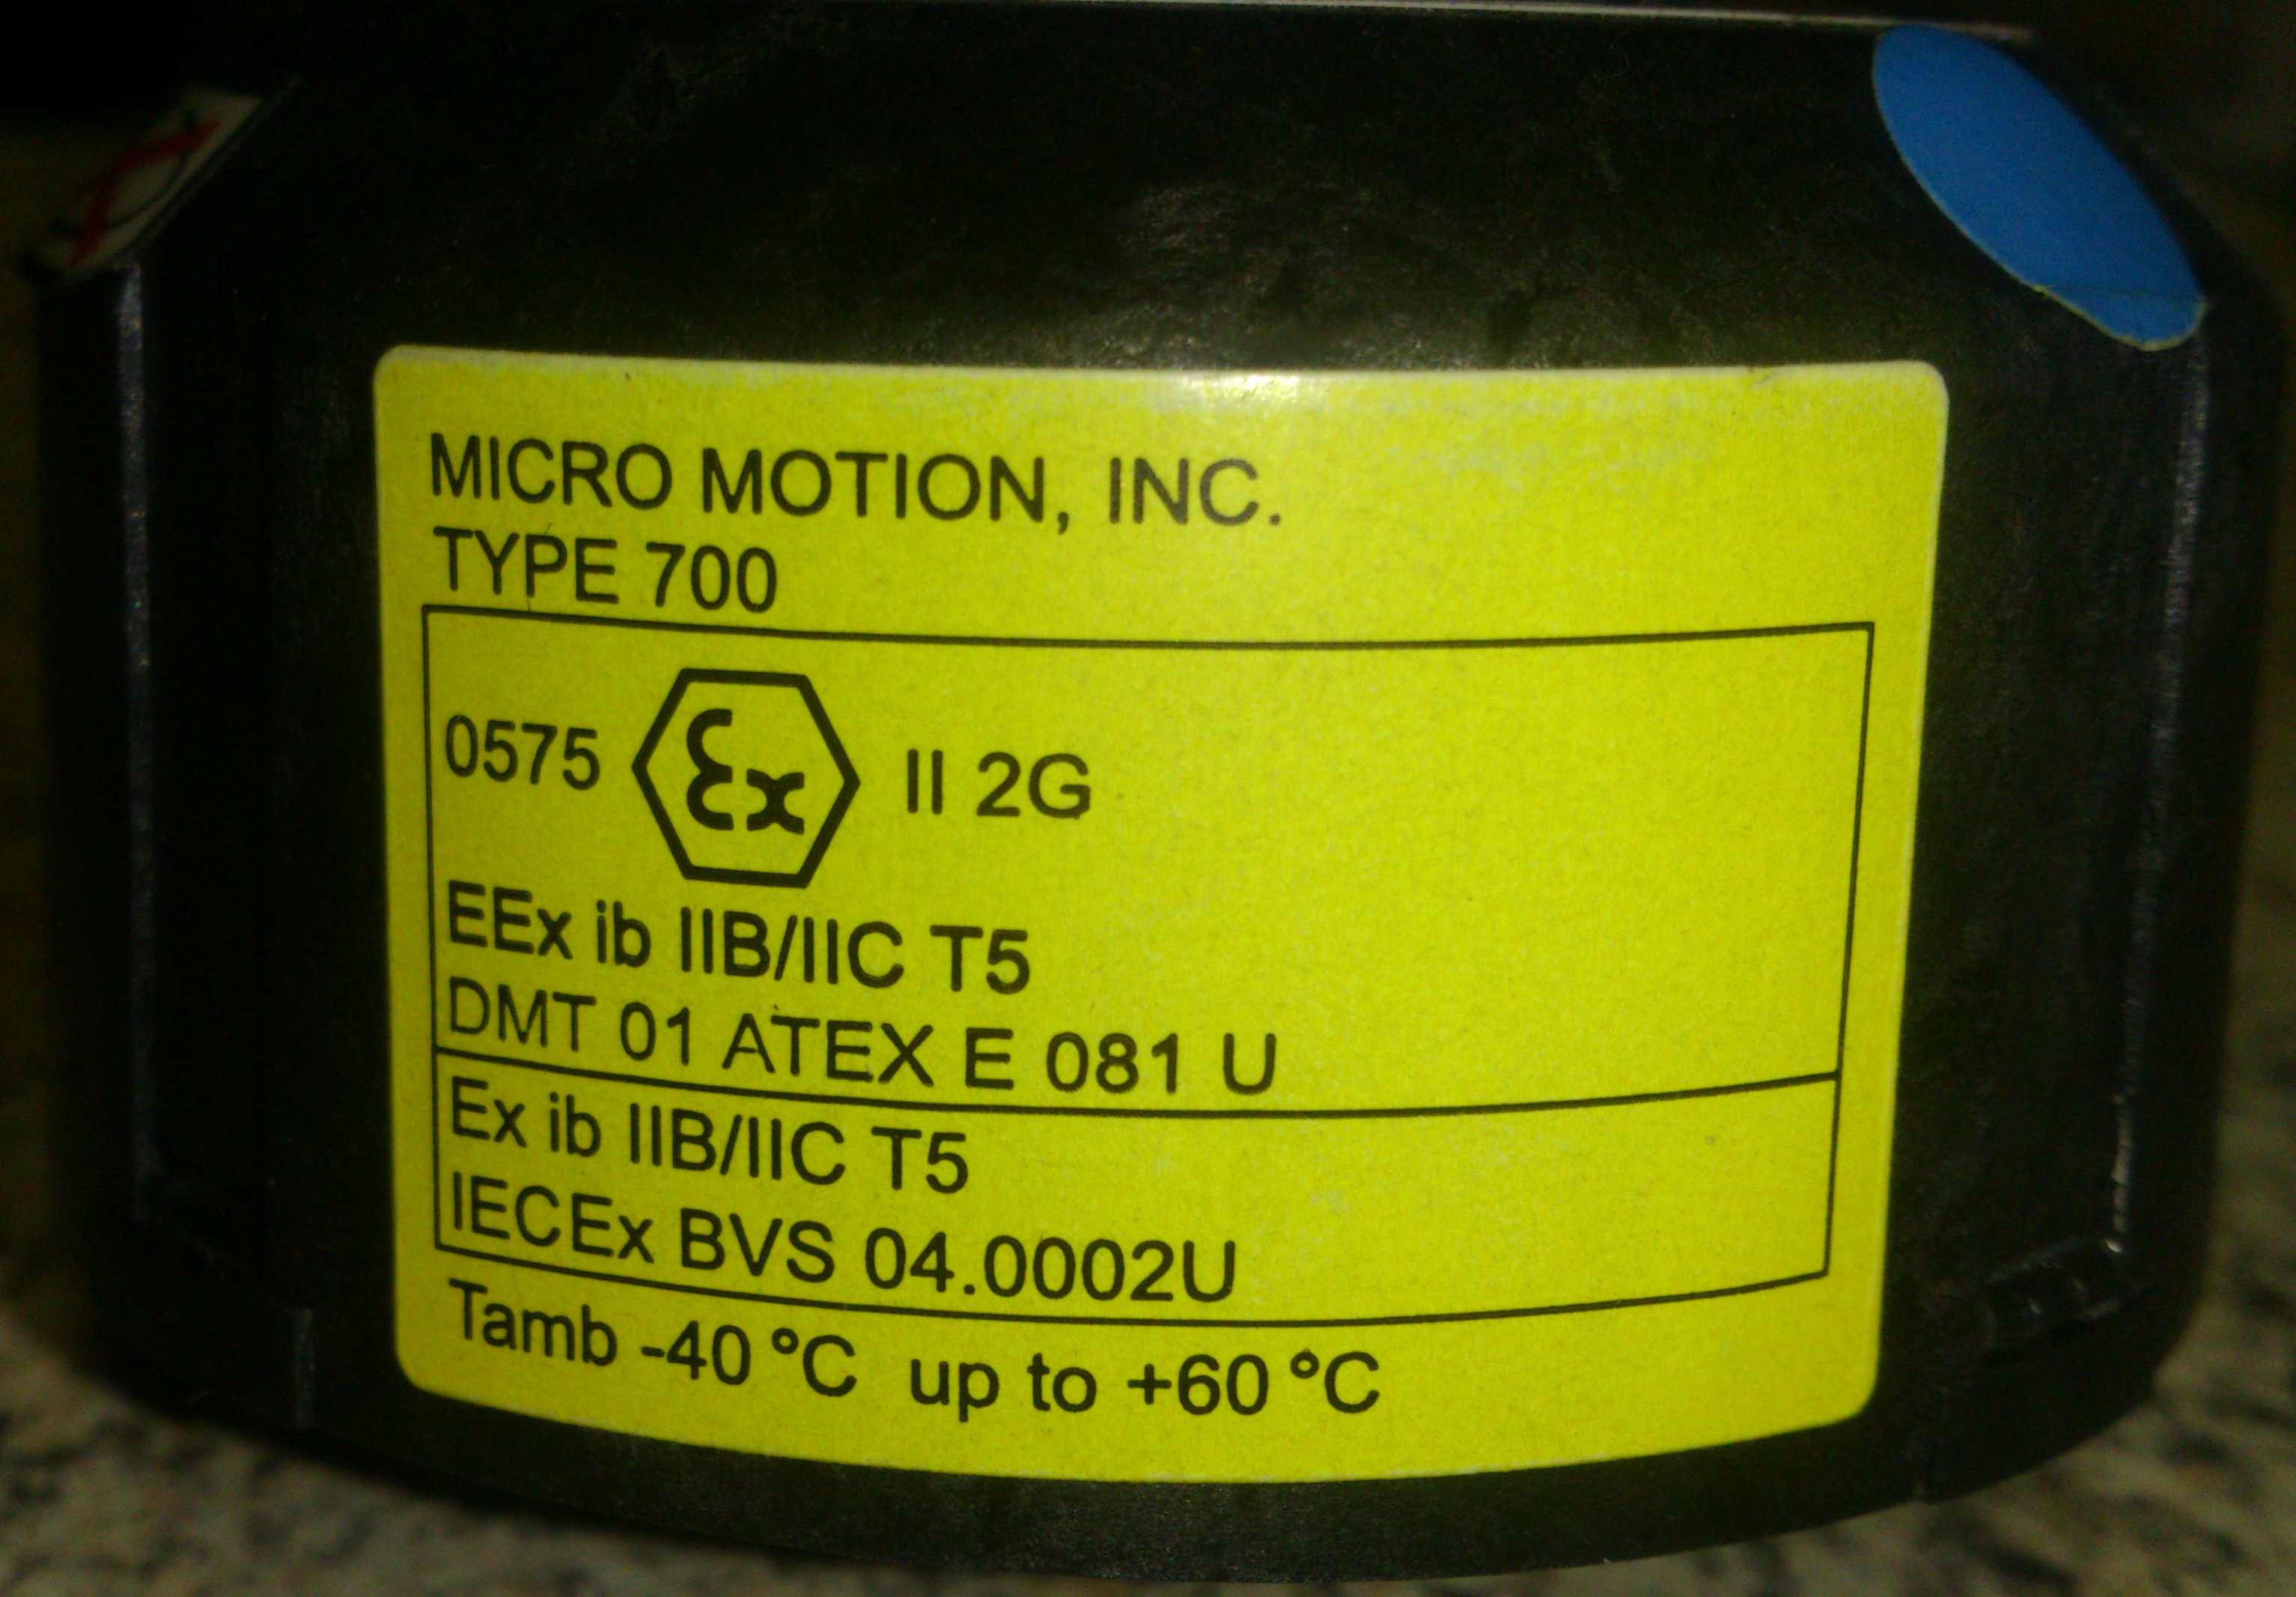 MICRO MOTION, INC.
TYPE 700
0575 Ex II 2G
EEx ib IIB/IIC T5
DMT 01 ATEX E 081 U
Ex ib IIB/IIC T5
IECEx BVS 04.0002U
Tamb -40 °C up to +60 °C